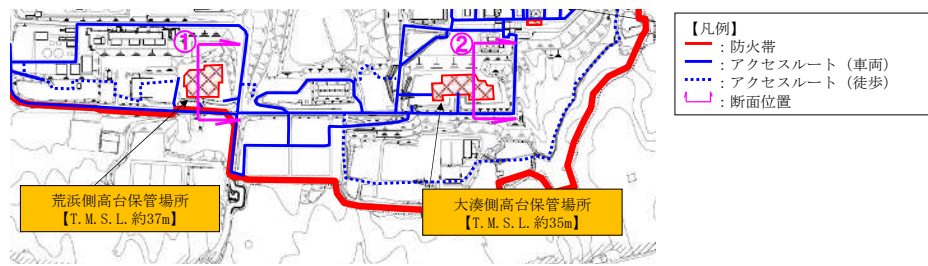 ①
②
荒浜側高台保管場所
【T.M.S.L.約37m】
大湊側高台保管場所
【T.M.S.L.約35m】
【凡例】
：防火帯
：アクセスルート（車両）
：アクセスルート（徒歩）
：断面位置